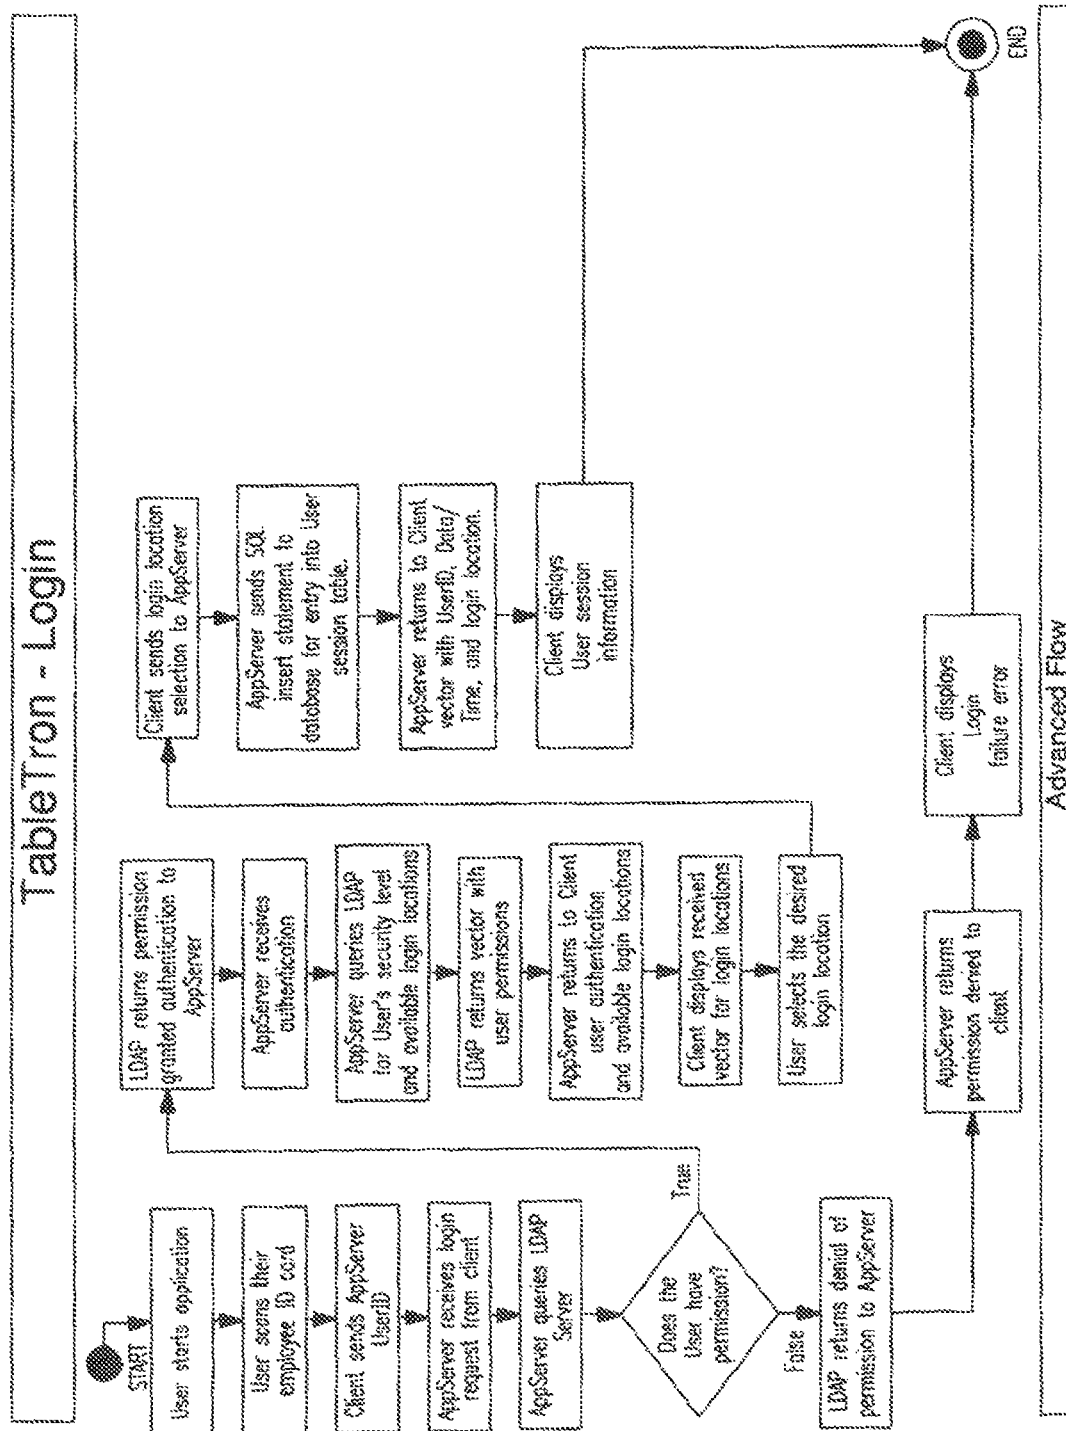 TableTron - Login
START
User starts application
User scans their
employee ID card
Client sends AppServer
UserID
AppServer receives login
request from client
AppServer queries LDAP
Server
Does the
User have
permission?
True
False
LDAP returns denial of
permission to AppServer
LDAP returns permission
granted authentication to
AppServer
AppServer receives
authentication
AppServer queries LDAP
for User's security level
and available login locations
LDAP returns vector with
user permissions
AppServer returns to Client
user authentication
and available login locations
Client displays received
vector for login locations
User selects the desired
login location
AppServer returns
permission denied to
client
Client sends login location
selection to AppServer
AppServer sends SQL
insert statement to
database for entry into User
session table.
AppServer returns to Client
vector with UserID, Data/
Time, and login location.
Client displays
User session
information
Client displays
Login
failure error
END
Advanced Flow